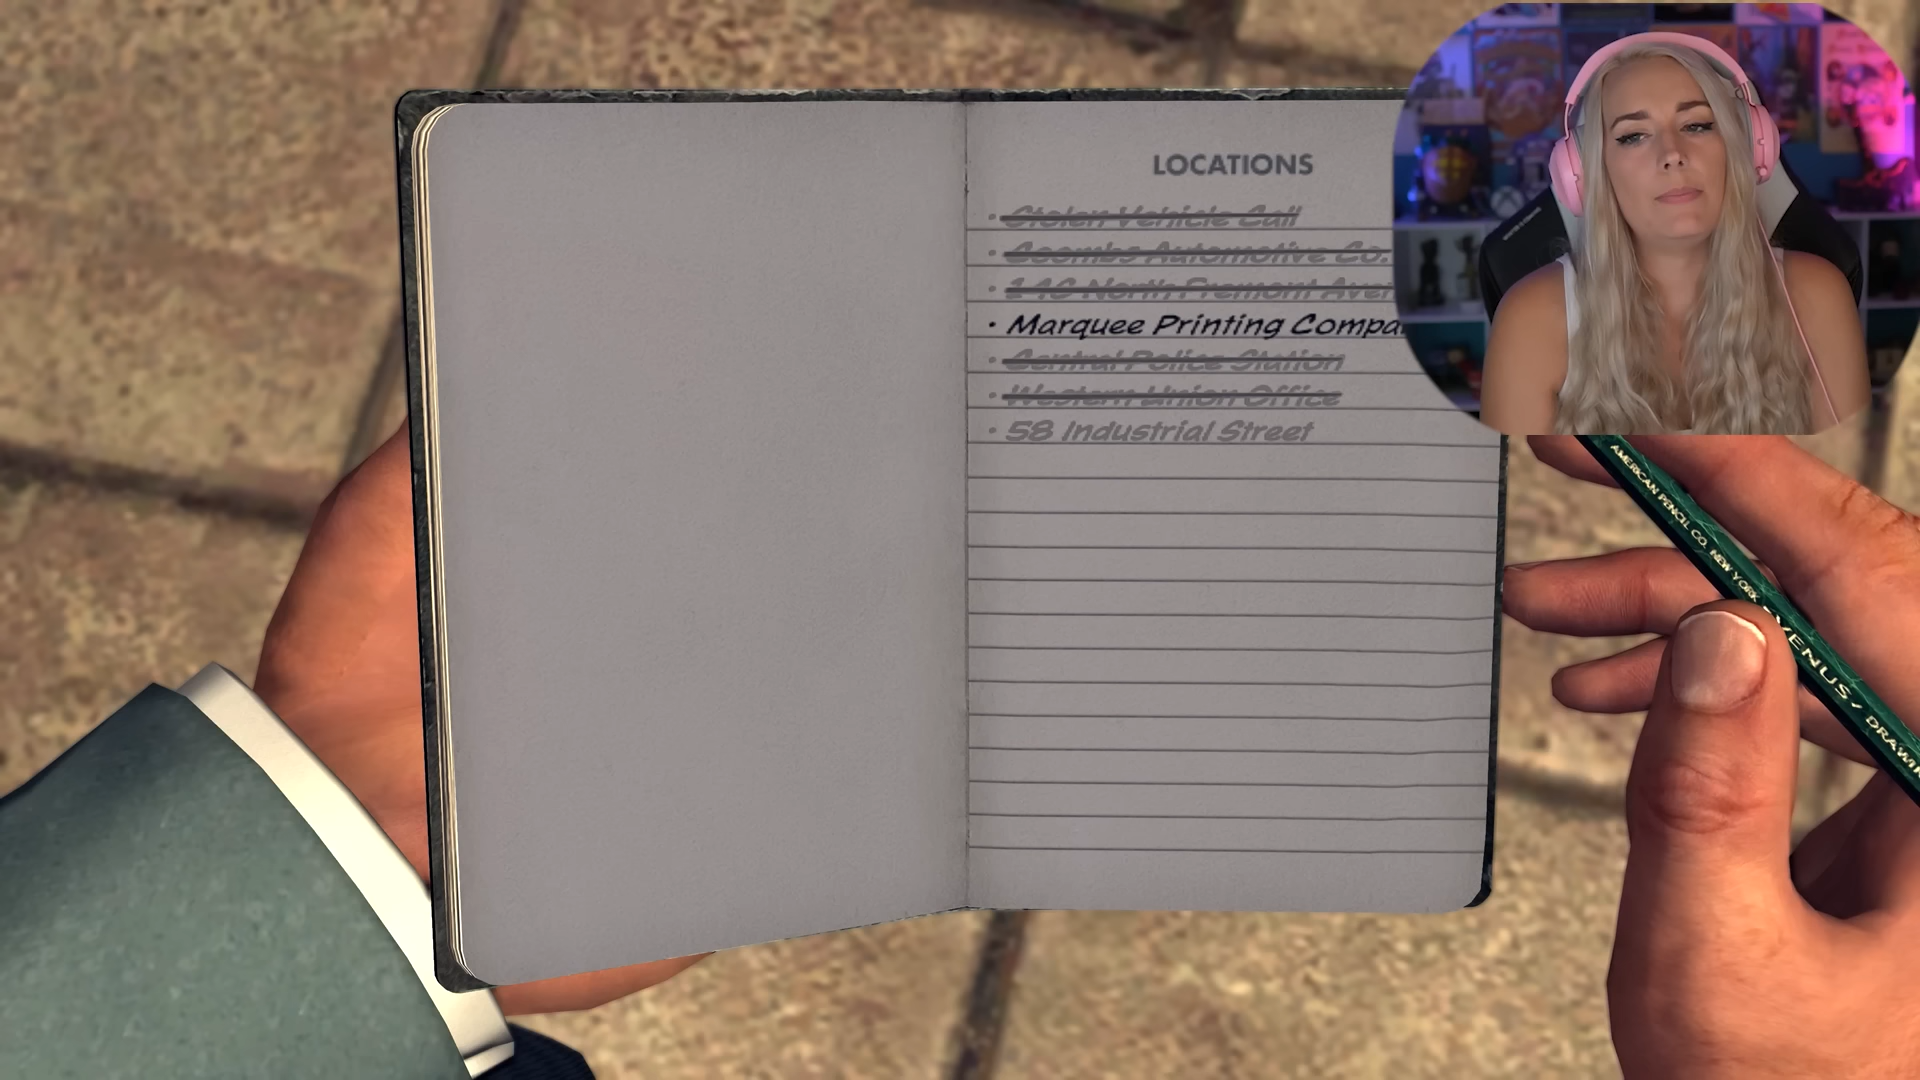 LOCATIONS
• Stolen Vehicle Call
• Coombs Automotive Co.
• 146 North Fremont Aven
• Marquee Printing Compa
• Central Police Station
• Western Union Office
• 58 Industrial Street
AMERICAN PENCIL CO. NEW YORK VENUS / DRAWIN